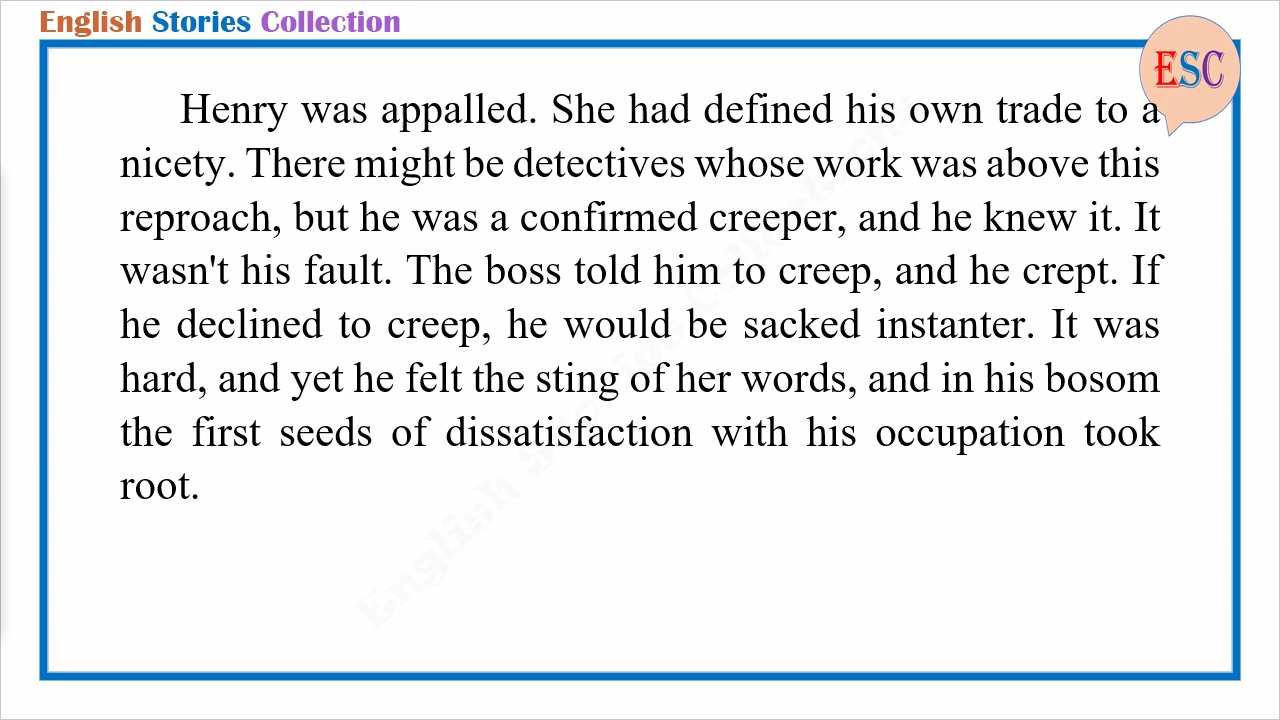 English Stories Collection
ESC
Henry was appalled. She had defined his own trade to a
nicety. There might be detectives whose work was above this
reproach, but he was a confirmed creeper, and he knew it. It
wasn't his fault. The boss told him to creep, and he crept. If
he declined to creep, he would be sacked instanter. It was
hard, and yet he felt the sting of her words, and in his bosom
the first seeds of dissatisfaction with his occupation took
root.
English Stories Collections